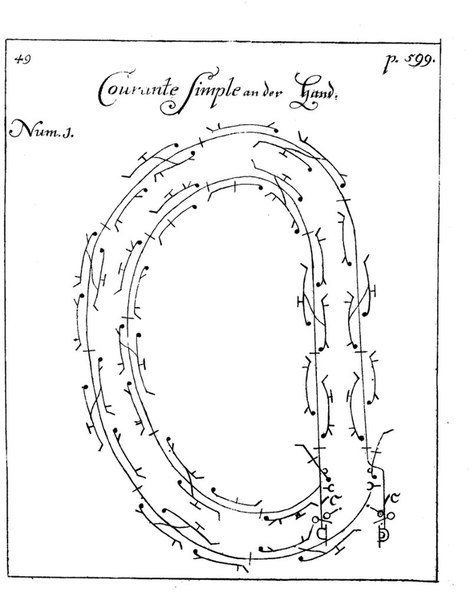 49
p. 599.
Courante Simple an der Hand.
Num. 1.